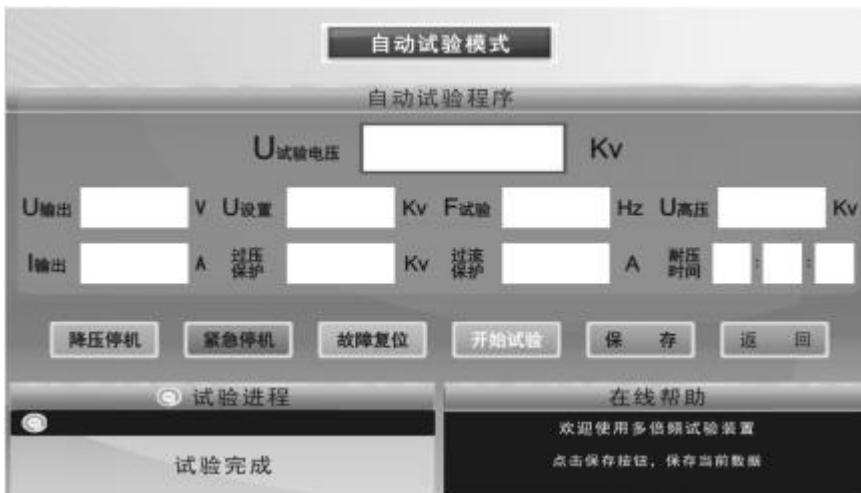 自动试验模式
自动试验程序
U试验电压 Kv
U输出 V U设置 Kv F试验 Hz U高压 Kv
I输出 A 过压保护 Kv 过流保护 A 耐压时间 : :
降压停机 紧急停机 故障复位 开始试验 保 存 返 回
试验进程 在线帮助
欢迎使用多倍频试验装置
试验完成 点击保存按钮，保存当前数据